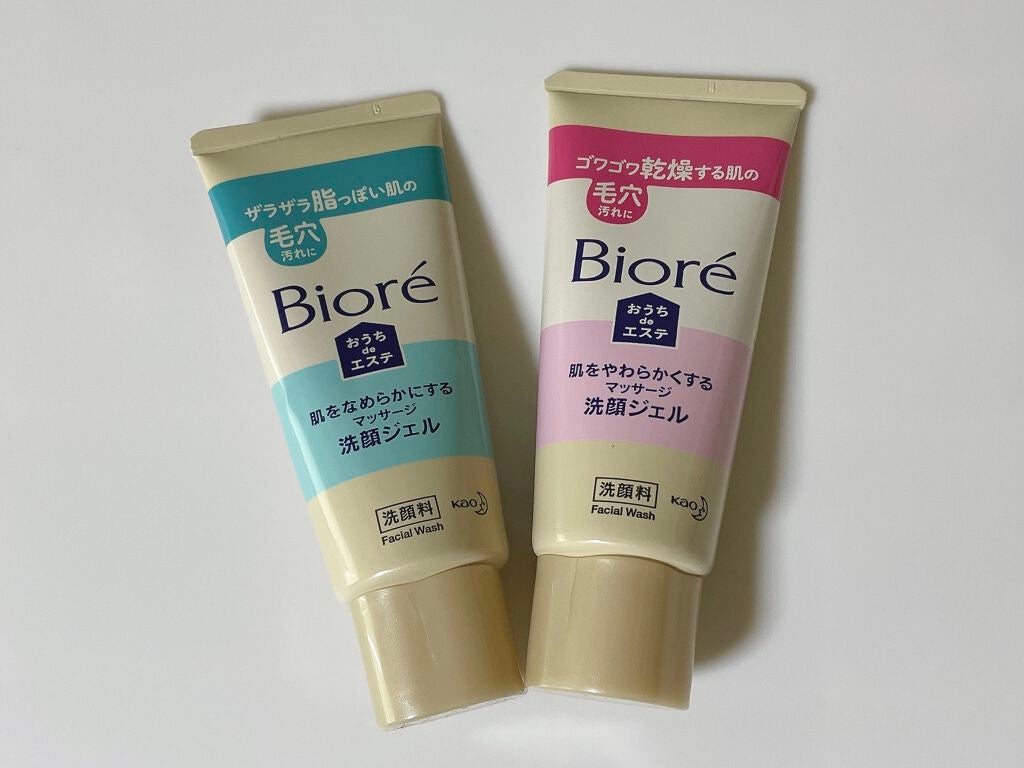 ザラザラ脂っぽい肌の
毛穴
汚れに
Bioré
おうち
de
エステ
肌をなめらかにする
マッサージ
洗顔ジェル
洗顔料
Facial Wash
Kao
ゴワゴワ乾燥する肌の
毛穴
汚れに
Bioré
おうち
de
エステ
肌をやわらかくする
マッサージ
洗顔ジェル
洗顔料
Facial Wash
Kao